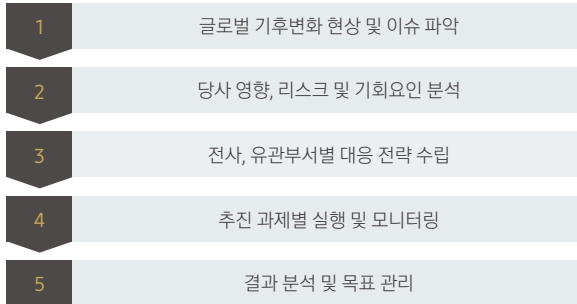 1
글로벌 기후변화 현상 및 이슈 파악
2
당사 영향, 리스크 및 기회요인 분석
3
전사, 유관부서별 대응 전략 수립
4
추진 과제별 실행 및 모니터링
5
결과 분석 및 목표 관리